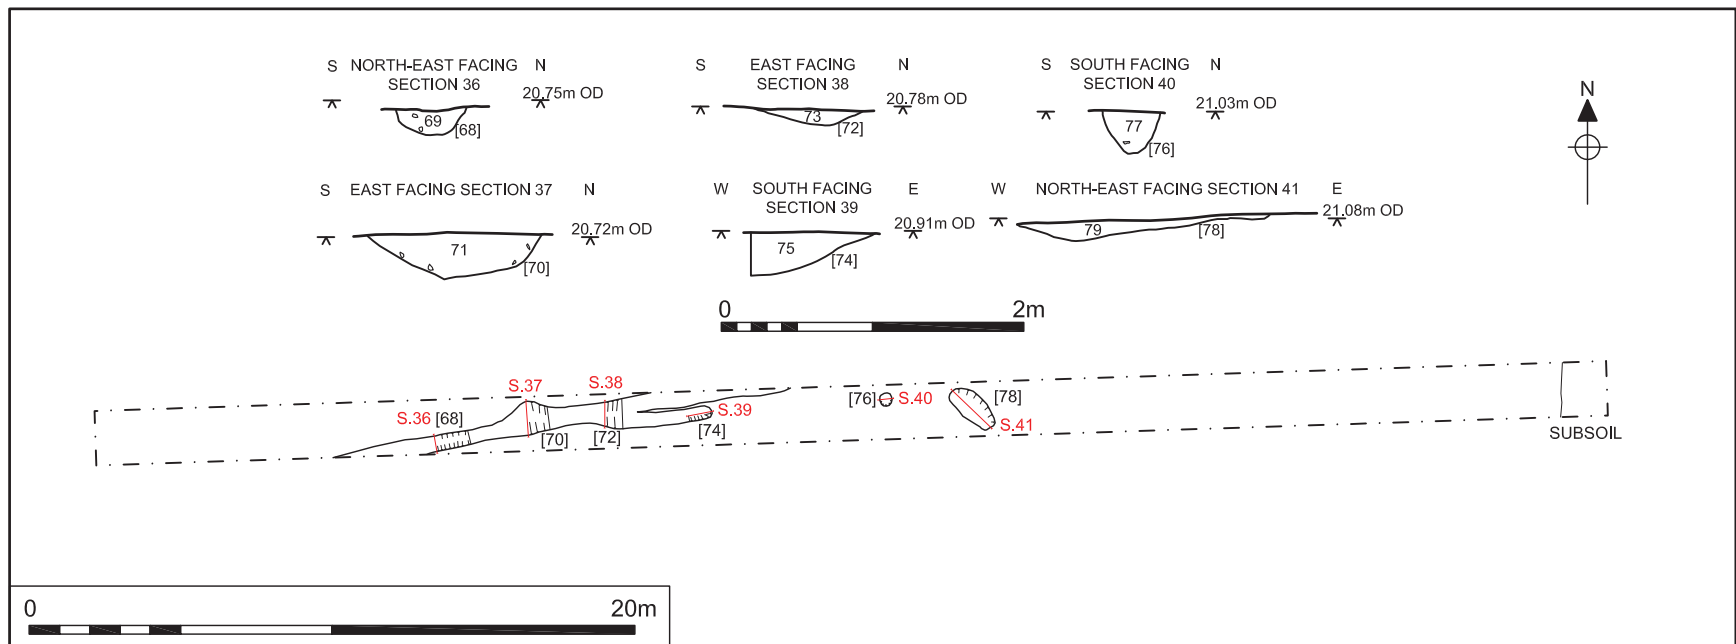 S NORTH-EAST FACING N
SECTION 36
20.75m OD
69
[68]
S EAST FACING N
SECTION 38
20.78m OD
73
[72]
S SOUTH FACING N
SECTION 40
21.03m OD
77
[76]
N
S EAST FACING SECTION 37 N
20.72m OD
71
[70]
W SOUTH FACING E
SECTION 39
20.91m OD
75
[74]
W NORTH-EAST FACING SECTION 41 E
21.08m OD
79
[78]
0 2m
S.37
S.38
S.36
[68]
S.39
[70]
[72]
[74]
[76]
S.40
[78]
S.41
SUBSOIL
0 20m